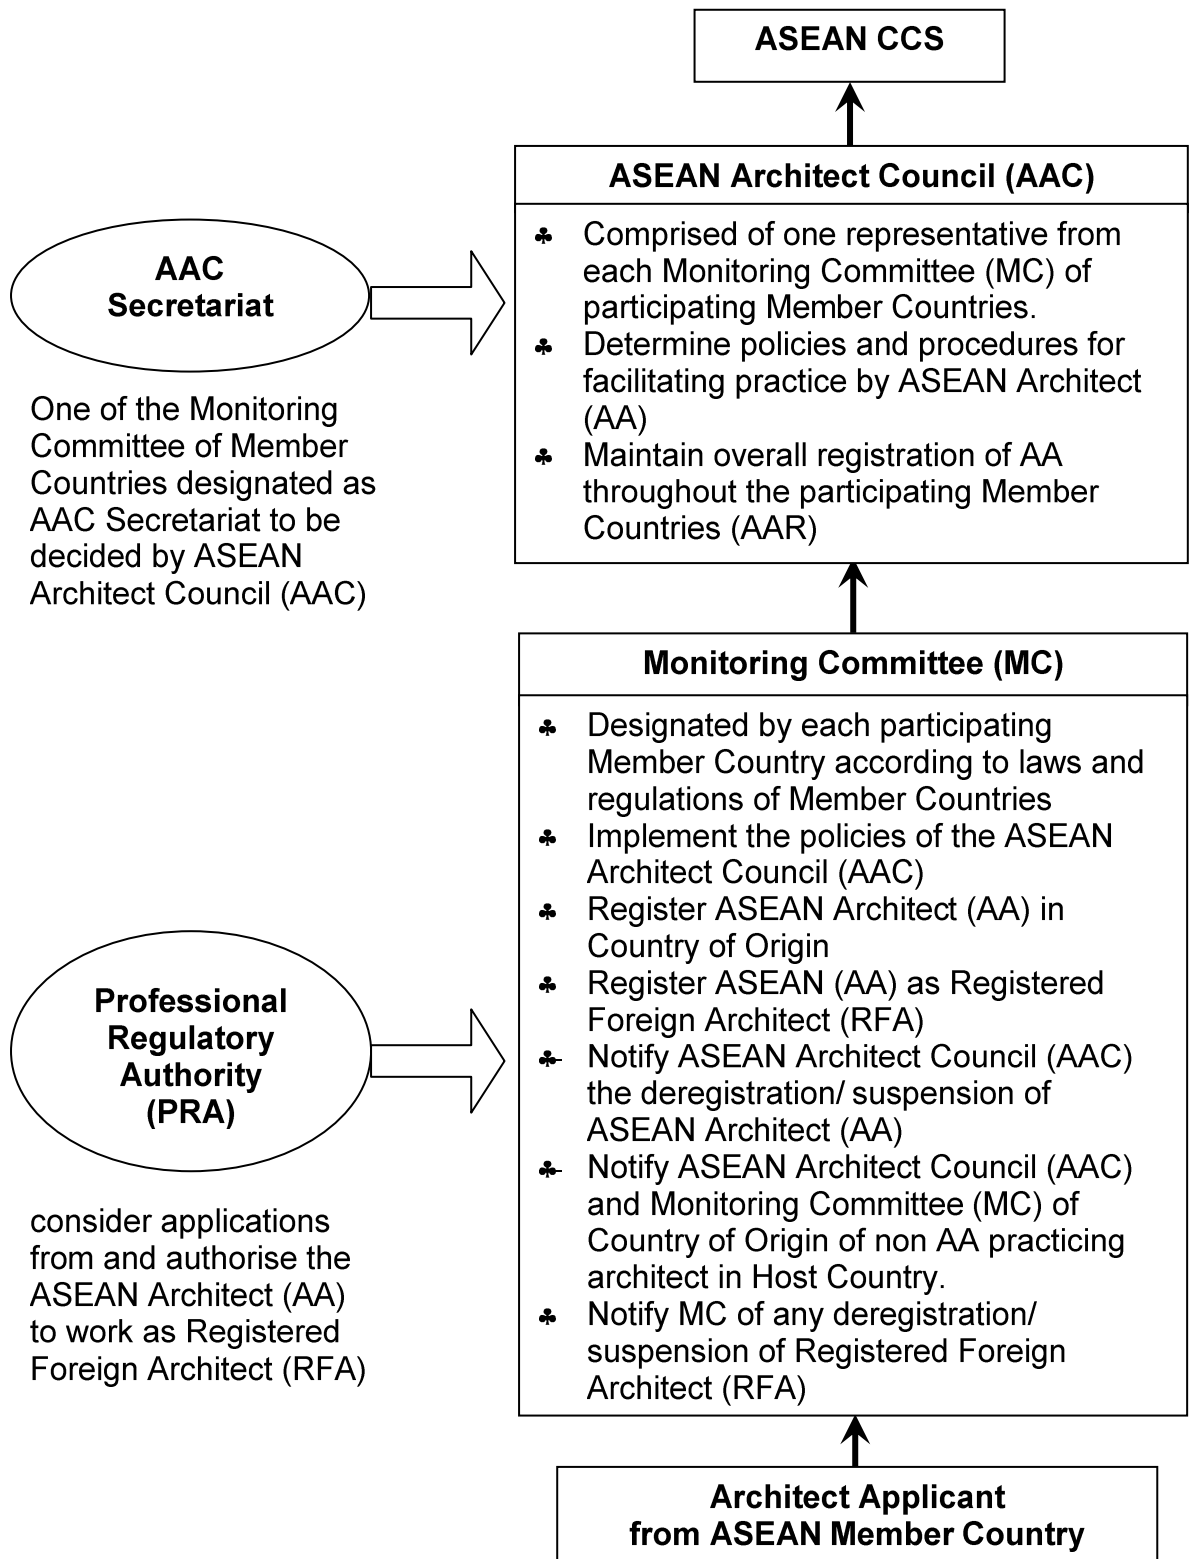 ASEAN CCS
ASEAN Architect Council (AAC)
♣ Comprised of one representative from
each Monitoring Committee (MC) of
participating Member Countries.
♣ Determine policies and procedures for
facilitating practice by ASEAN Architect
(AA)
♣ Maintain overall registration of AA
throughout the participating Member
Countries (AAR)
AAC
Secretariat
One of the Monitoring
Committee of Member
Countries designated as
AAC Secretariat to be
decided by ASEAN
Architect Council (AAC)
Monitoring Committee (MC)
♣ Designated by each participating
Member Country according to laws and
regulations of Member Countries
♣ Implement the policies of the ASEAN
Architect Council (AAC)
♣ Register ASEAN Architect (AA) in
Country of Origin
♣ Register ASEAN (AA) as Registered
Foreign Architect (RFA)
♣ Notify ASEAN Architect Council (AAC)
the deregistration/ suspension of
ASEAN Architect (AA)
♣ Notify ASEAN Architect Council (AAC)
and Monitoring Committee (MC) of
Country of Origin of non AA practicing
architect in Host Country.
♣ Notify MC of any deregistration/
suspension of Registered Foreign
Architect (RFA)
Professional
Regulatory
Authority
(PRA)
consider applications
from and authorise the
ASEAN Architect (AA)
to work as Registered
Foreign Architect (RFA)
Architect Applicant
from ASEAN Member Country